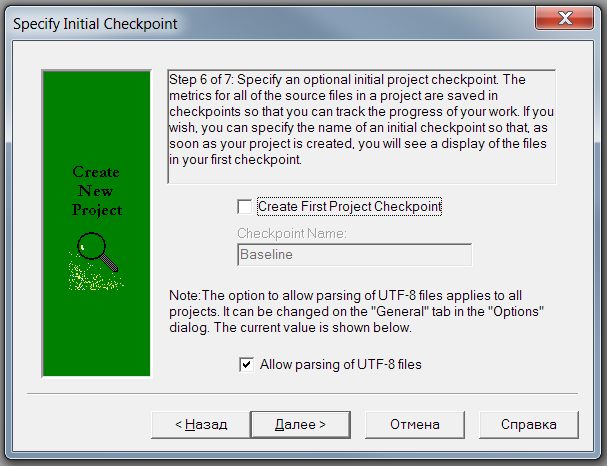 Specify Initial Checkpoint
Create
New
Project
Step 6 of 7: Specify an optional initial project checkpoint. The
metrics for all of the source files in a project are saved in
checkpoints so that you can track the progress of your work. If you
wish, you can specify the name of an initial checkpoint so that, as
soon as your project is created, you will see a display of the files
in your first checkpoint.
Create First Project Checkpoint
Checkpoint Name:
Baseline
Note:The option to allow parsing of UTF-8 files applies to all
projects. It can be changed on the "General" tab in the "Options"
dialog. The current value is shown below.
Allow parsing of UTF-8 files
< Назад
Далее >
Отмена
Справка